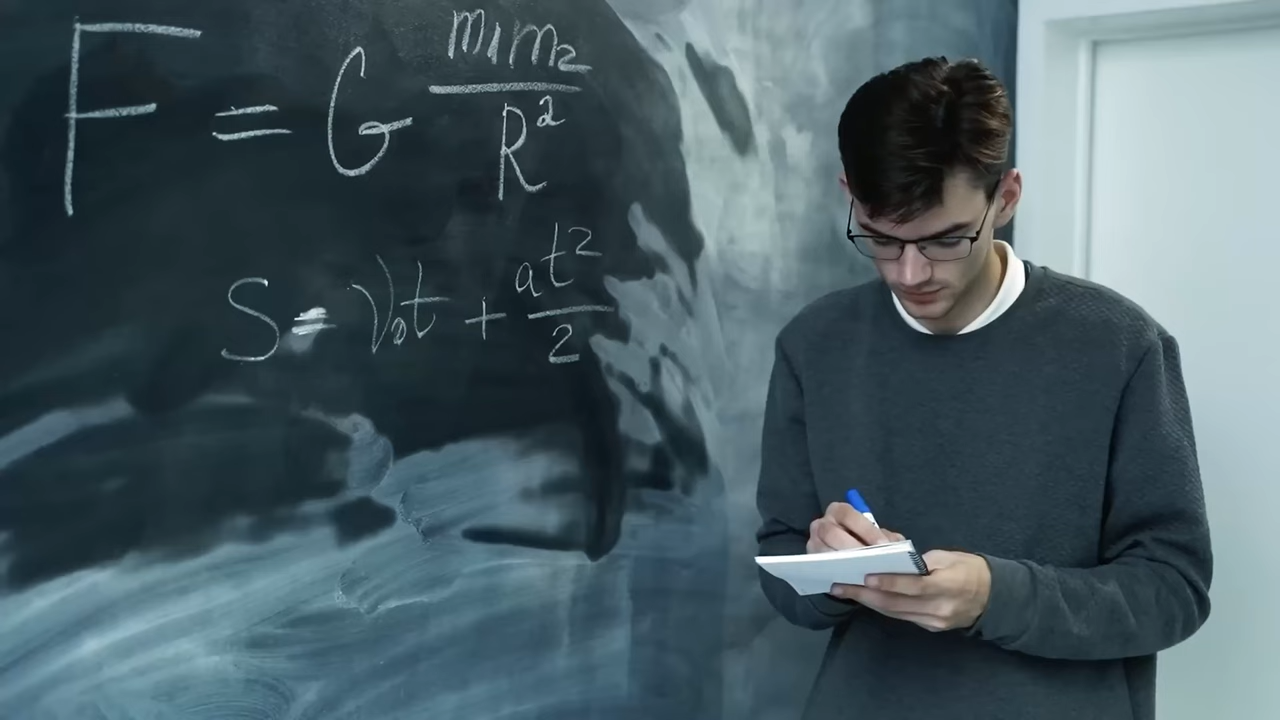 F = G m₁m₂/R²
S = V₀t + at²/2